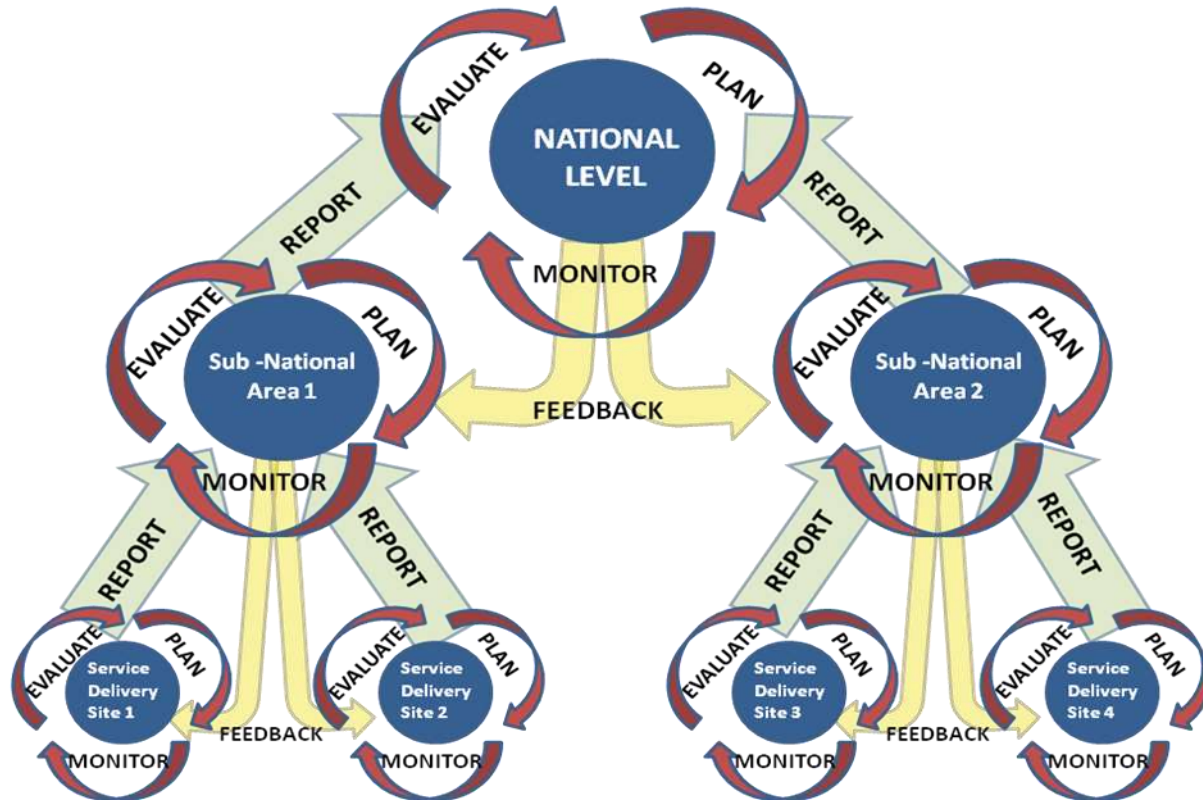 EVALUATE
PLAN
NATIONAL
LEVEL
REPORT
REPORT
MONITOR
EVALUATE
PLAN
Sub -National
Area 1
FEEDBACK
EVALUATE
PLAN
Sub -National
Area 2
MONITOR
MONITOR
REPORT
REPORT
REPORT
REPORT
EVALUATE
PLAN
Service
Delivery
Site 1
MONITOR
FEEDBACK
EVALUATE
PLAN
Service
Delivery
Site 2
MONITOR
EVALUATE
PLAN
Service
Delivery
Site 3
MONITOR
FEEDBACK
EVALUATE
PLAN
Service
Delivery
Site 4
MONITOR